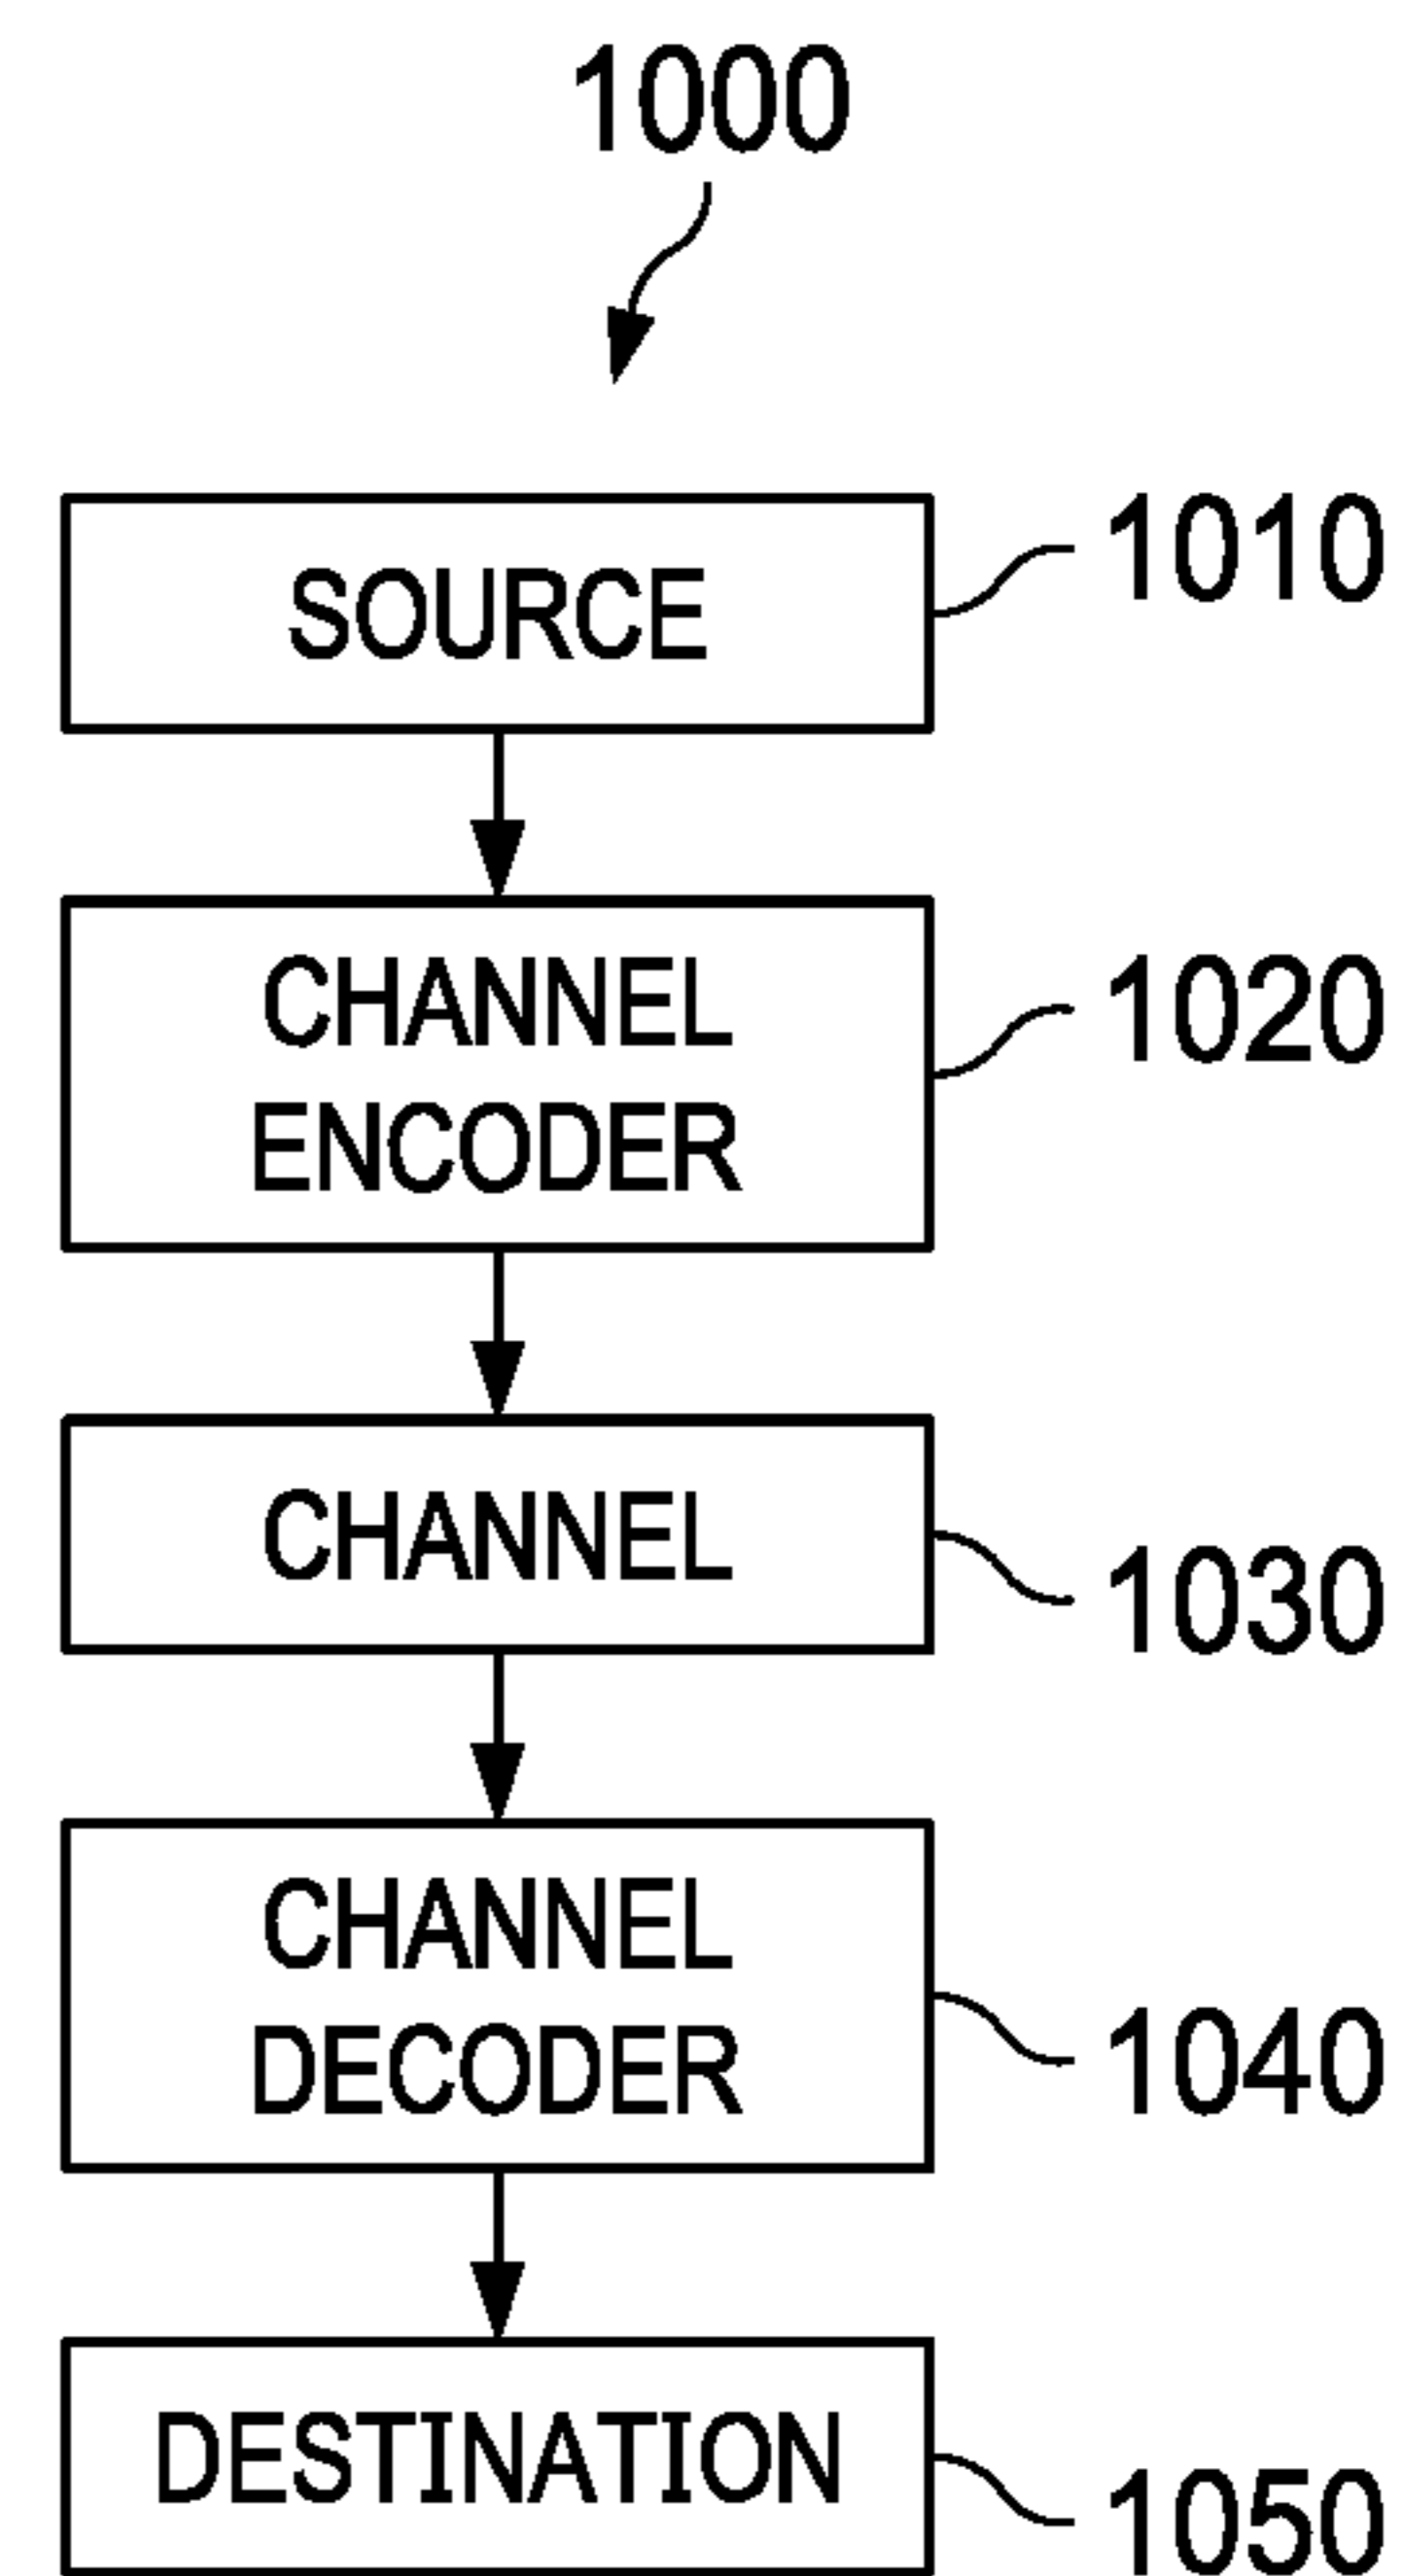 1000
SOURCE
1010
CHANNEL
ENCODER
1020
CHANNEL
1030
CHANNEL
DECODER
1040
DESTINATION
1050